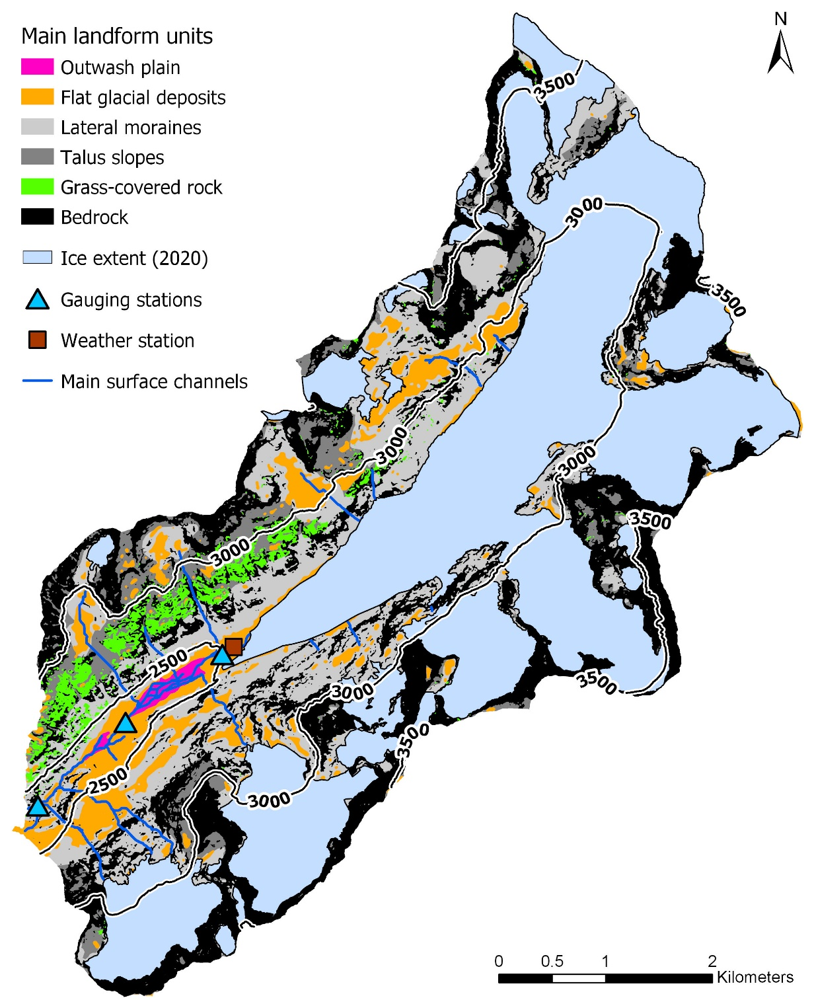 Main landform units
Outwash plain
Flat glacial deposits
Lateral moraines
Talus slopes
Grass-covered rock
Bedrock
Ice extent (2020)
Gauging stations
Weather station
Main surface channels
N
3500
3000
3500
3000
3000
3500
3000
2500
3000
3500
3500
2500
3000
0 0.5 1 2
Kilometers